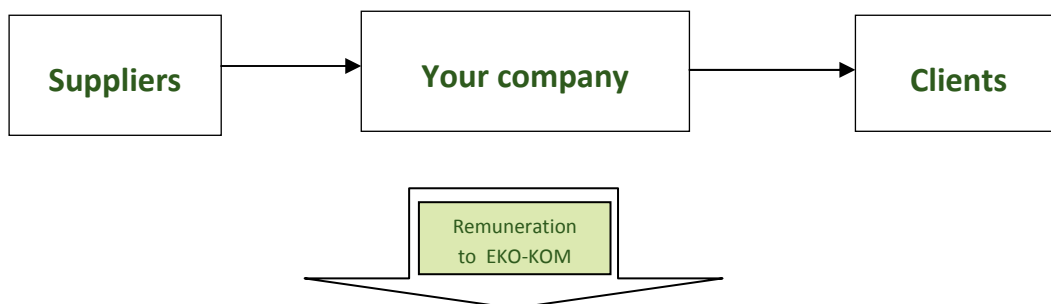 Suppliers
Your company
Clients
Remuneration
to EKO-KOM